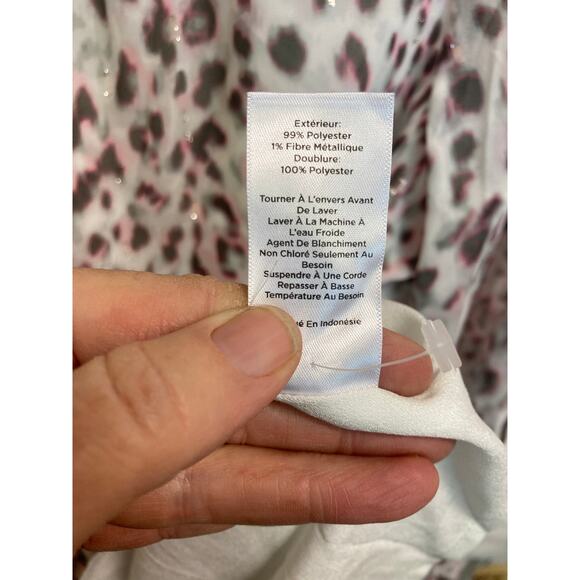 Extérieur:
99% Polyester
1% Fibre Métallique
Doublure:
100% Polyester
Tourner À L'envers Avant
De Laver
Laver À La Machine À
L'eau Froide
Agent De Blanchiment
Non Chloré Seulement Au
Besoin
Suspendre À Une Corde
Repasser À Basse
Température Au Besoin
En Indonésie